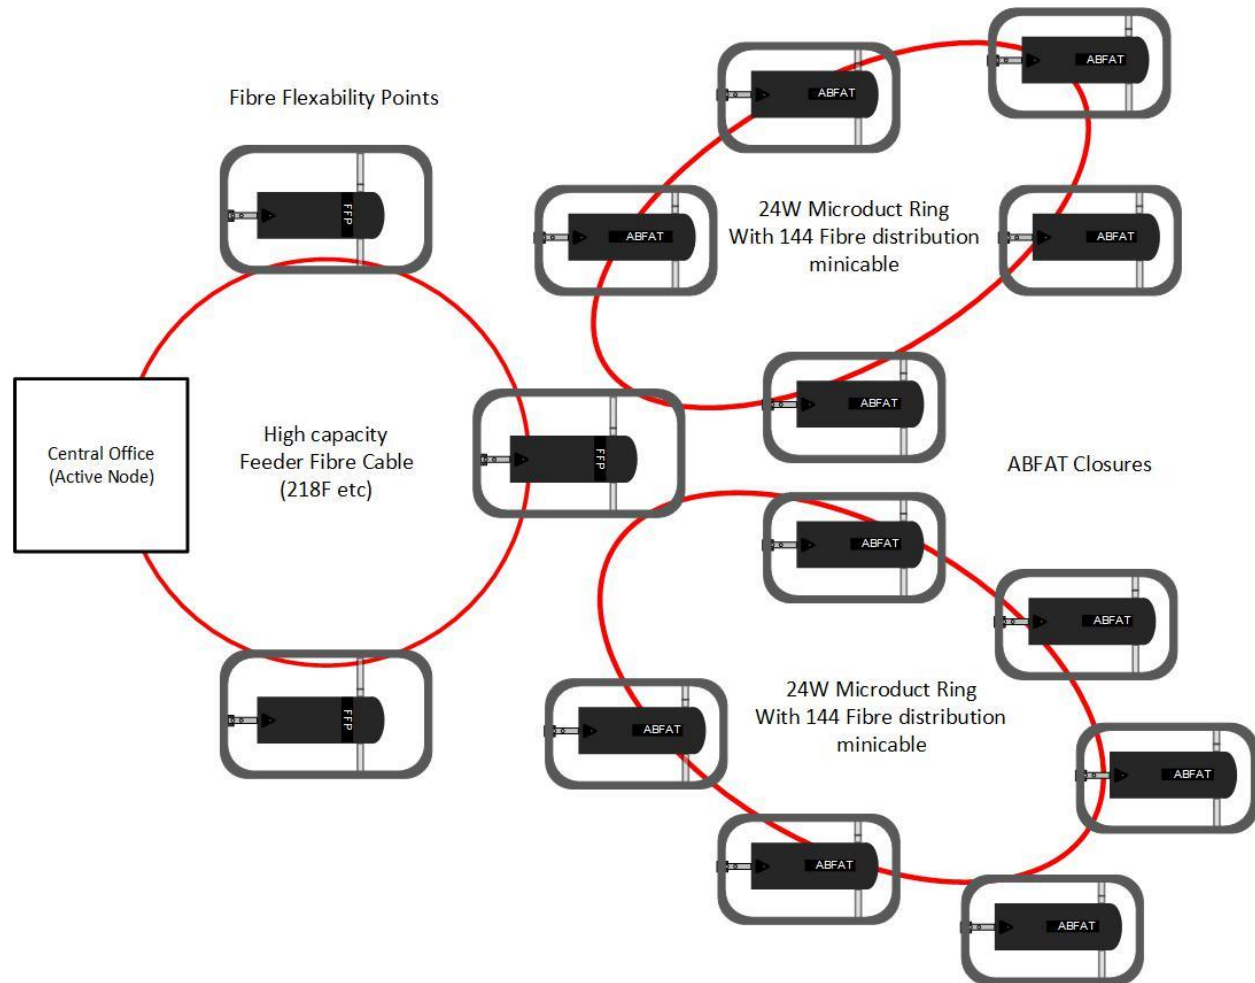 Fibre Flexability Points
FFP
Central Office
(Active Node)
High capacity
Feeder Fibre Cable
(218F etc)
FFP
FFP
ABFAT
ABFAT
ABFAT
24W Microduct Ring
With 144 Fibre distribution
minicable
ABFAT
ABFAT
ABFAT Closures
ABFAT
ABFAT
24W Microduct Ring
With 144 Fibre distribution
minicable
ABFAT
ABFAT
ABFAT
ABFAT